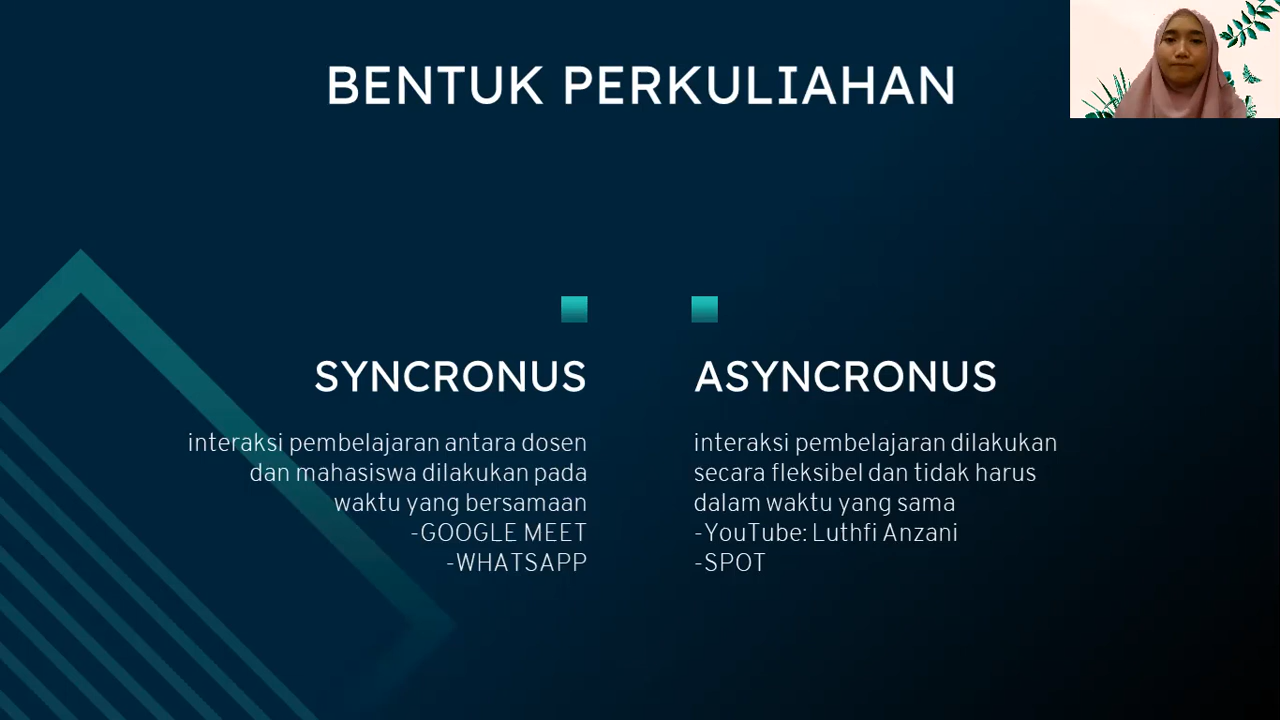 BENTUK PERKULIAHAN
SYNCRONUS
interaksi pembelajaran antara dosen
dan mahasiswa dilakukan pada
waktu yang bersamaan
-GOOGLE MEET
-WHATSAPP
ASYNCRONUS
interaksi pembelajaran dilakukan
secara fleksibel dan tidak harus
dalam waktu yang sama
-YouTube: Luthfi Anzani
-SPOT